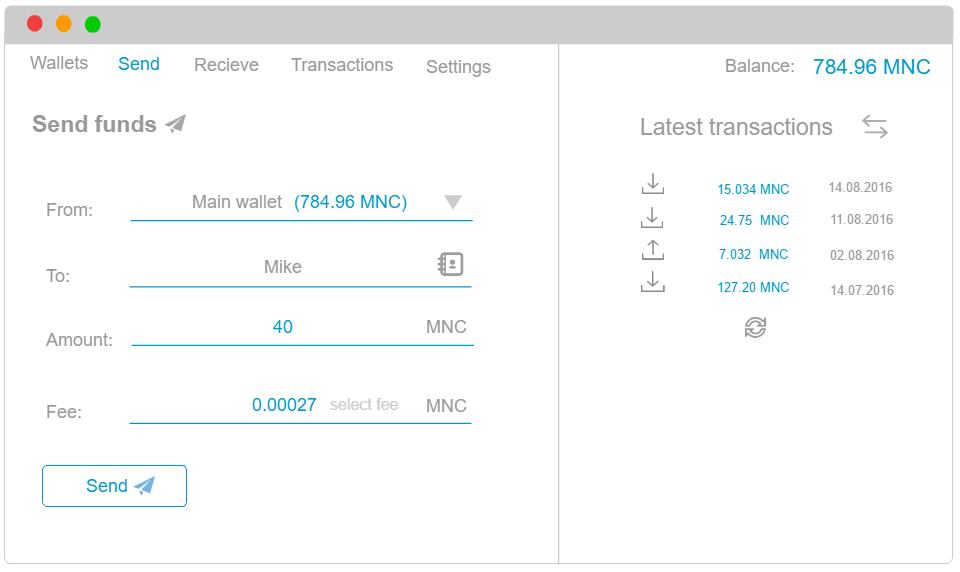 Wallets Send Recieve Transactions Settings
Balance: 784.96 MNC
Send funds
From: Main wallet (784.96 MNC)
To: Mike
Amount: 40 MNC
Fee: 0.00027 select fee MNC
Send
Latest transactions
15.034 MNC 14.08.2016
24.75 MNC 11.08.2016
7.032 MNC 02.08.2016
127.20 MNC 14.07.2016